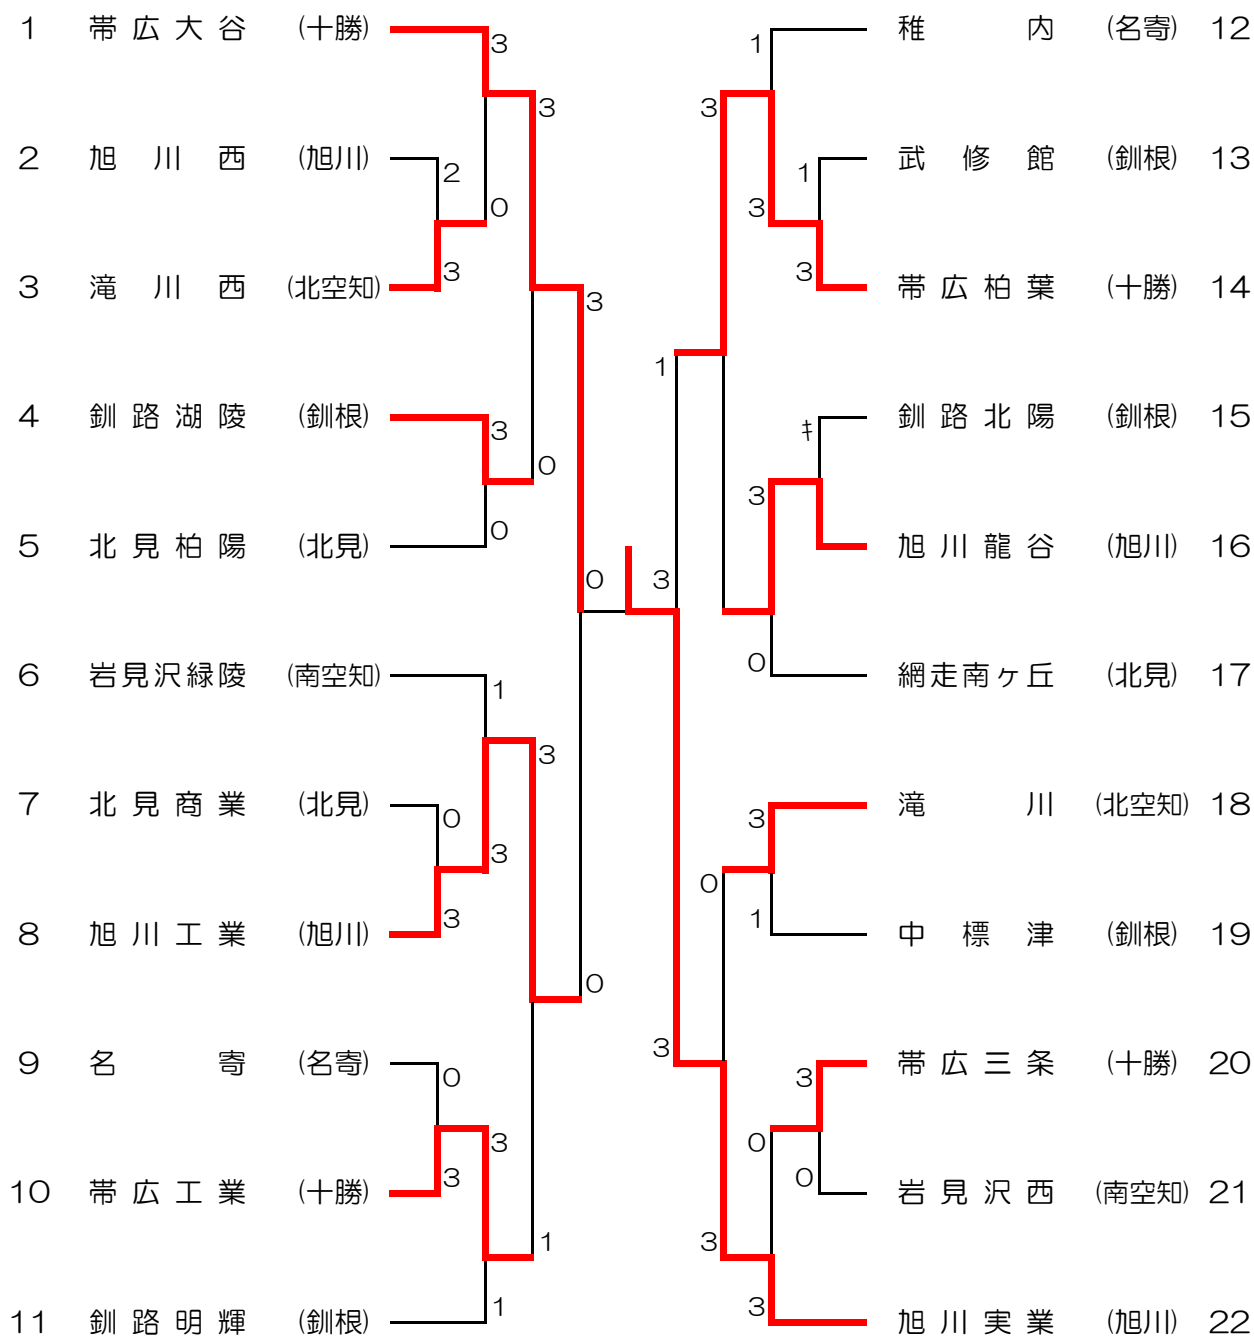 1 帯広大谷 (十勝)
3
3
2 旭川西 (旭川)
2
0
3 滝川西 (北空知)
3
3
4 釧路湖陵 (釧根)
3
0
5 北見柏陽 (北見)
0
0
6 岩見沢緑陵 (南空知)
1
3
7 北見商業 (北見)
0
3
8 旭川工業 (旭川)
3
0
9 名寄 (名寄)
0
3
10 帯広工業 (十勝)
3
1
11 釧路明輝 (釧根)
1
稚内 (名寄) 12
1
3
武修館 (釧根) 13
1
3
帯広柏葉 (十勝) 14
3
1
釧路北陽 (釧根) 15
キ
3
旭川龍谷 (旭川) 16
3
網走南ヶ丘 (北見) 17
0
滝川 (北空知) 18
3
0
中標津 (釧根) 19
1
3
帯広三条 (十勝) 20
3
0
岩見沢西 (南空知) 21
0
3
旭川実業 (旭川) 22
3